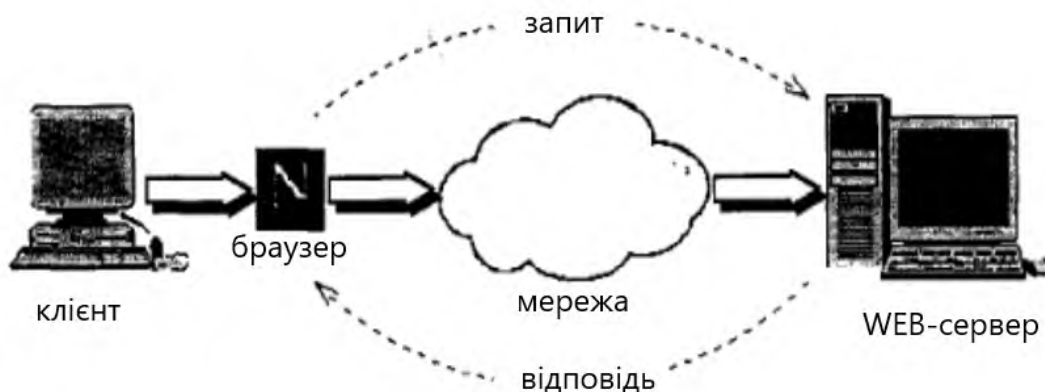 запит
браузер
клієнт
мережа
WEB-сервер
відповідь